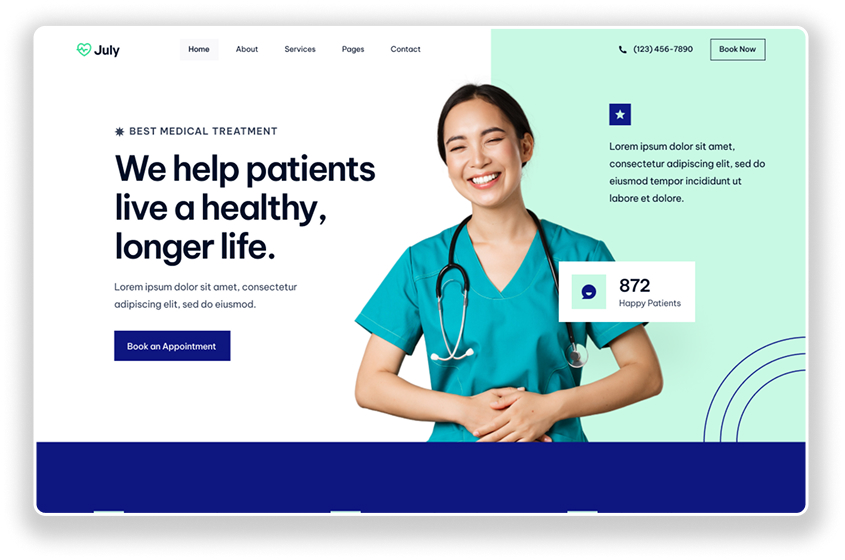 July
Home
About
Services
Pages
Contact
(123) 456-7890
Book Now
BEST MEDICAL TREATMENT
We help patients
live a healthy,
longer life.
Lorem ipsum dolor sit amet, consectetur
adipiscing elit, sed do eiusmod.
Book an Appointment
Lorem ipsum dolor sit amet,
consectetur adipiscing elit, sed do
eiusmod tempor incididunt ut
labore et dolore.
872
Happy Patients